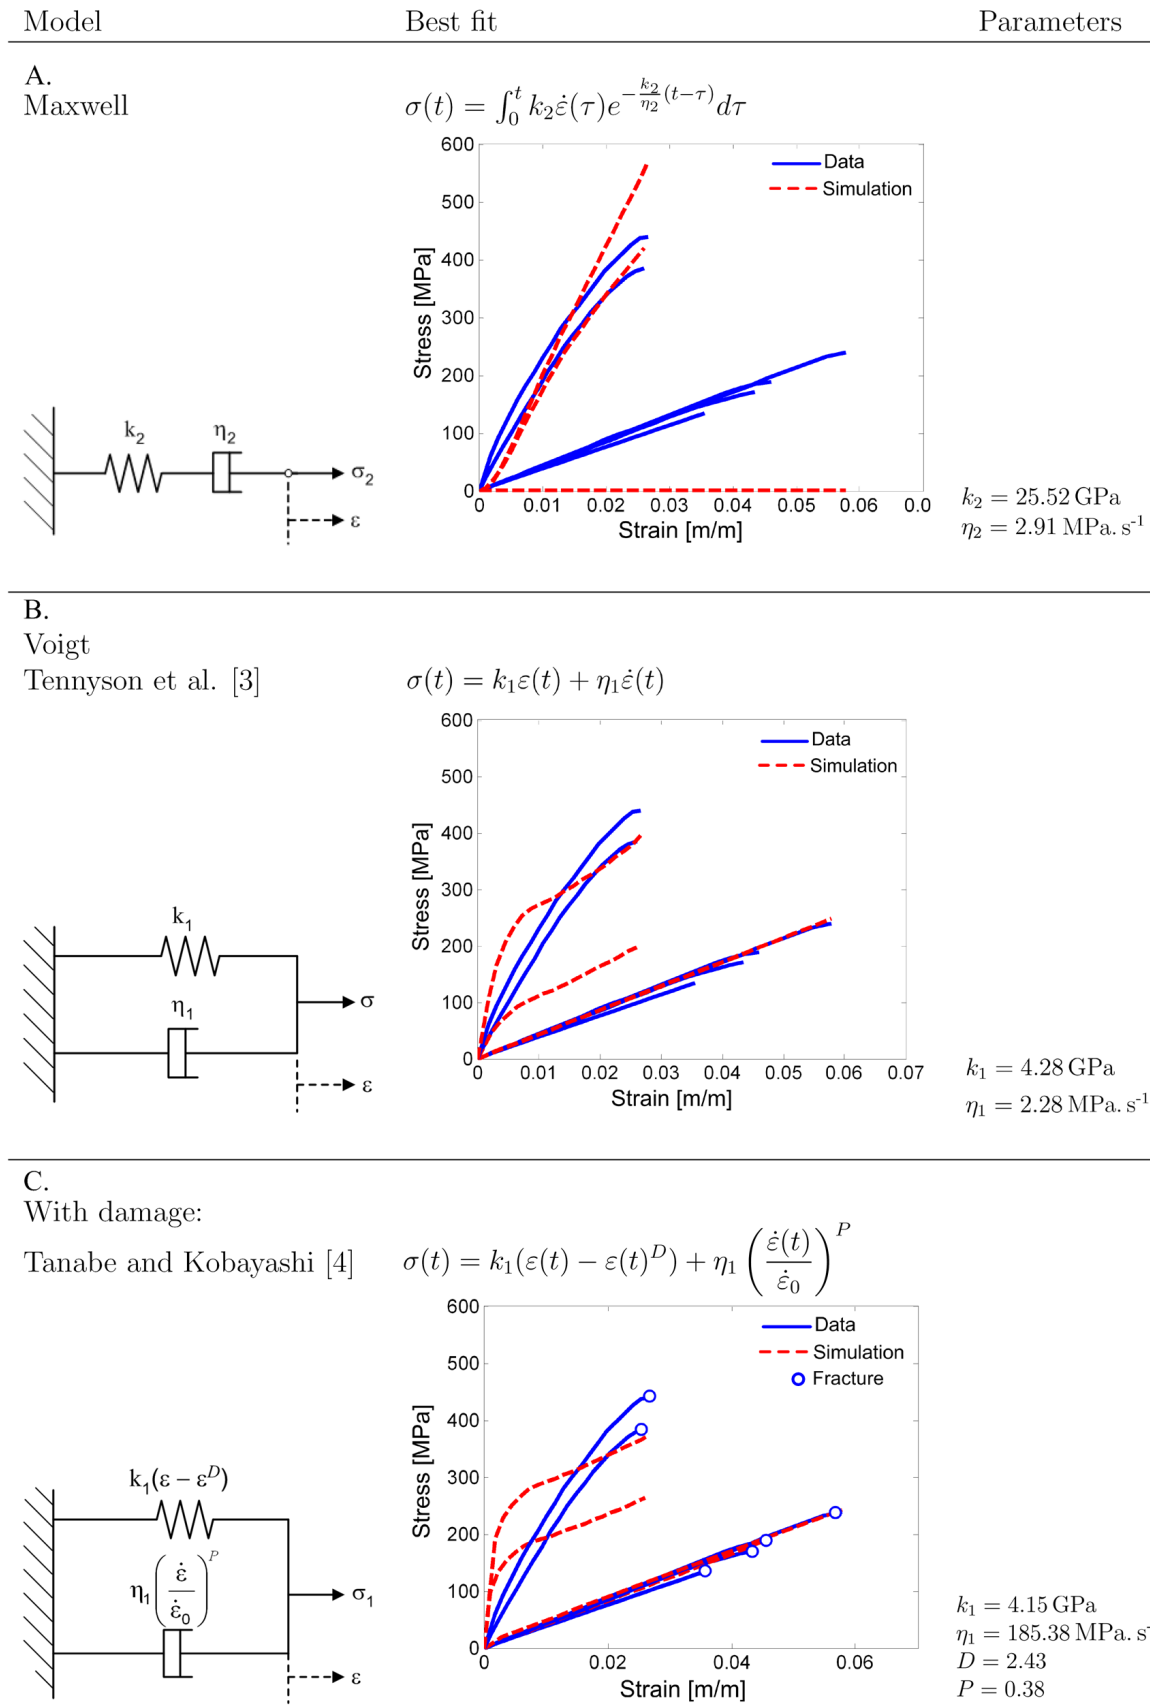 Model Best fit Parameters
A.
Maxwell
σ(t) = ∫₀ᵗ k₂ε̇(τ)e^{−(k₂/η₂)(t−τ)}dτ
600
500
400
300
200
100
0
Stress [MPa]
Data
Simulation
0 0.01 0.02 0.03 0.04 0.05 0.06 0.0
Strain [m/m]
k₂ η₂ σ₂
ε
k₂ = 25.52 GPa
η₂ = 2.91 MPa. s⁻¹
B.
Voigt
Tennyson et al. [3]
σ(t) = k₁ε(t) + η₁ε̇(t)
600
500
400
300
200
100
0
Stress [MPa]
Data
Simulation
0 0.01 0.02 0.03 0.04 0.05 0.06 0.07
Strain [m/m]
k₁
σ
η₁
ε
k₁ = 4.28 GPa
η₁ = 2.28 MPa. s⁻¹
C.
With damage:
Tanabe and Kobayashi [4]
σ(t) = k₁(ε(t) − ε(t)ᴰ) + η₁(ε̇(t)/ε̇₀)ᴾ
600
500
400
300
200
100
0
Stress [MPa]
Data
Simulation
Fracture
0 0.02 0.04 0.06
Strain [m/m]
k₁(ε − εᴰ)
η₁(ε̇/ε̇₀)ᴾ
σ₁
ε
k₁ = 4.15 GPa
η₁ = 185.38 MPa. s⁻
D = 2.43
P = 0.38